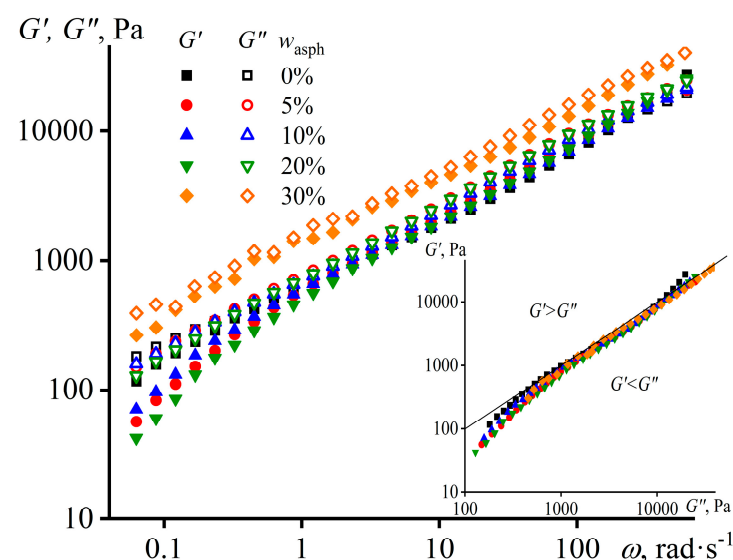 G′, G″, Pa
G′ G″ w asph
0%
5%
10%
20%
30%
10000
1000
100
10
0.1 1 10 100 ω, rad·s⁻¹
G′, Pa
10000
1000
100
10
G′>G″
G′<G″
100 1000 10000 G″, Pa